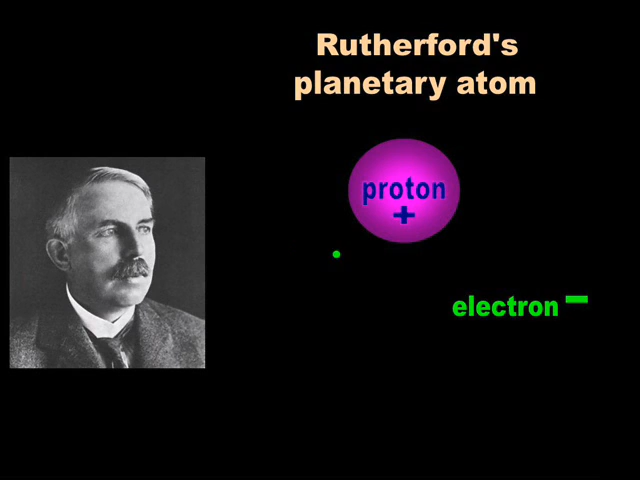 Rutherford's
planetary atom
proton
+
electron -